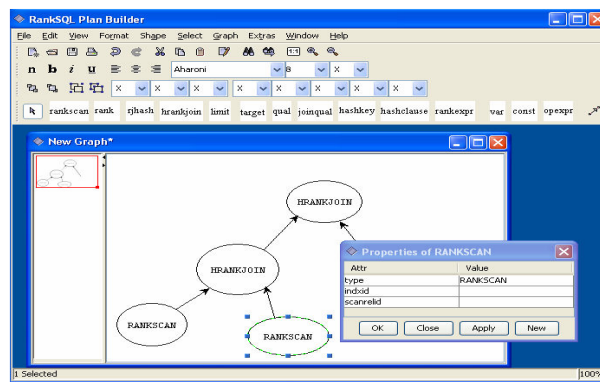 RankSQL Plan Builder
File Edit View Format Shape Select Graph Extras Window Help
n b i u Aharoni 8 X
X X X X X X
rankscan rank rjhash hrankjoin limit target qual joinqual hashkey hashclause rankexpr var const opexpr
New Graph*
HRANKJOIN
HRANKJOIN
RANKSCAN
RANKSCAN
Properties of RANKSCAN
Attr Value
type RANKSCAN
indxid
scanrelid
OK Close Apply New
1 Selected 100%